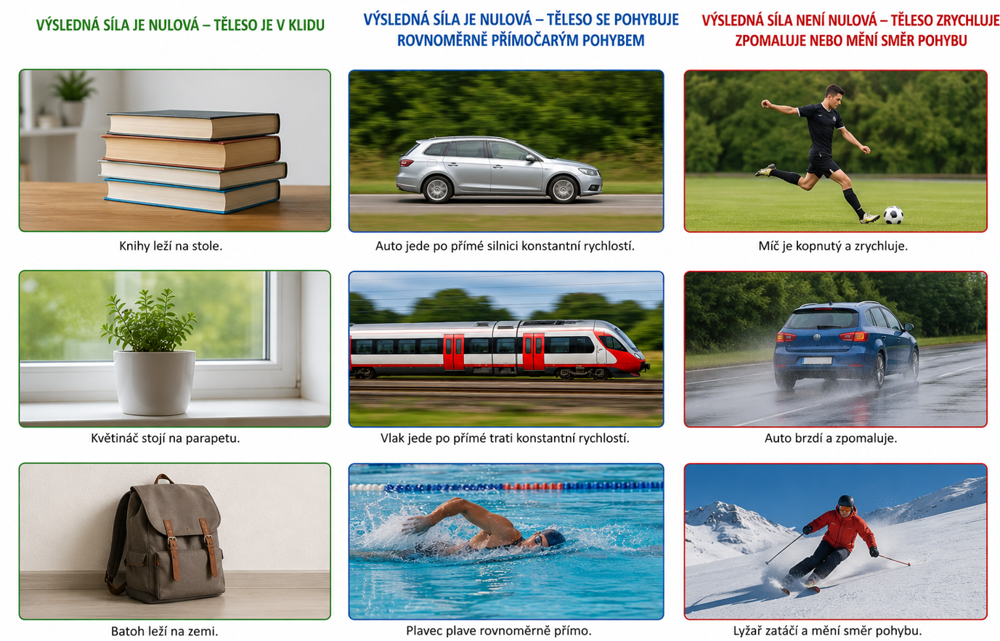 VÝSLEDNÁ SÍLA JE NULOVÁ – TĚLESO JE V KLIDU
VÝSLEDNÁ SÍLA JE NULOVÁ – TĚLESO SE POHYBUJE
ROVNOMĚRNĚ PŘÍMOČARÝM POHYBEM
VÝSLEDNÁ SÍLA NENÍ NULOVÁ – TĚLESO ZRYCHLUJE
ZPOMALUJE NEBO MĚNÍ SMĚR POHYBU
Knihy leží na stole.
Auto jede po přímé silnici konstantní rychlostí.
Míč je kopnutý a zrychluje.
Květináč stojí na parapetu.
Vlak jede po přímé trati konstantní rychlostí.
Auto brzdí a zpomaluje.
Batoh leží na zemi.
Plavec plave rovnoměrně přímo.
Lyžař zatáčí a mění směr pohybu.